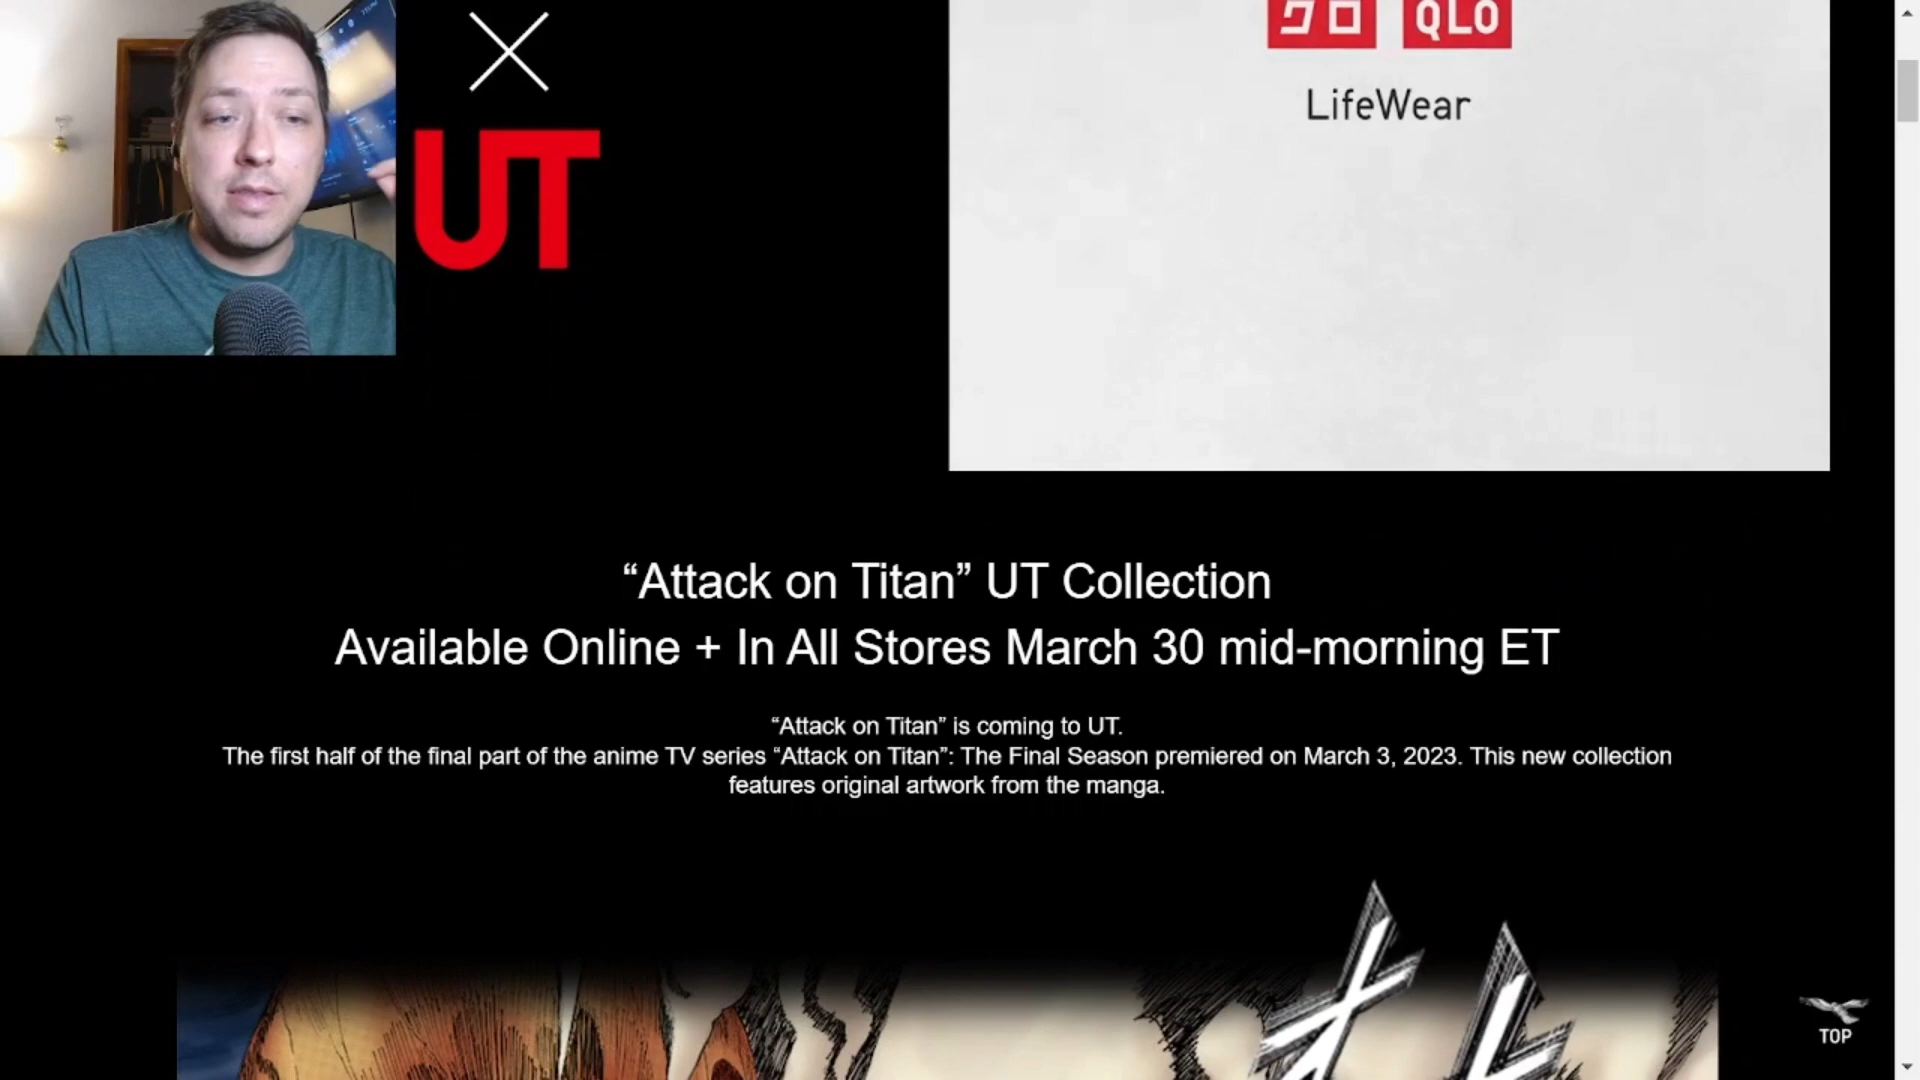 クロ QLO
LifeWear
UT
“Attack on Titan” UT Collection
Available Online + In All Stores March 30 mid-morning ET
“Attack on Titan” is coming to UT.
The first half of the final part of the anime TV series “Attack on Titan”: The Final Season premiered on March 3, 2023. This new collection
features original artwork from the manga.
TOP